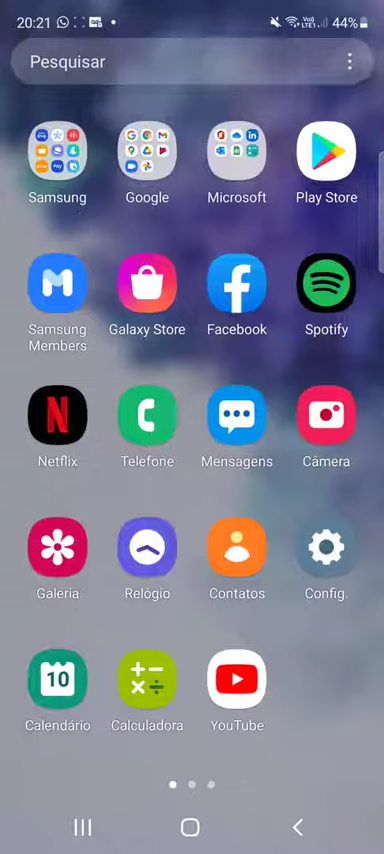 20:21 44%
Pesquisar
Samsung Google Microsoft Play Store
Samsung Members Galaxy Store Facebook Spotify
Netflix Telefone Mensagens Câmera
Galeria Relógio Contatos Config.
10
Calendário Calculadora YouTube